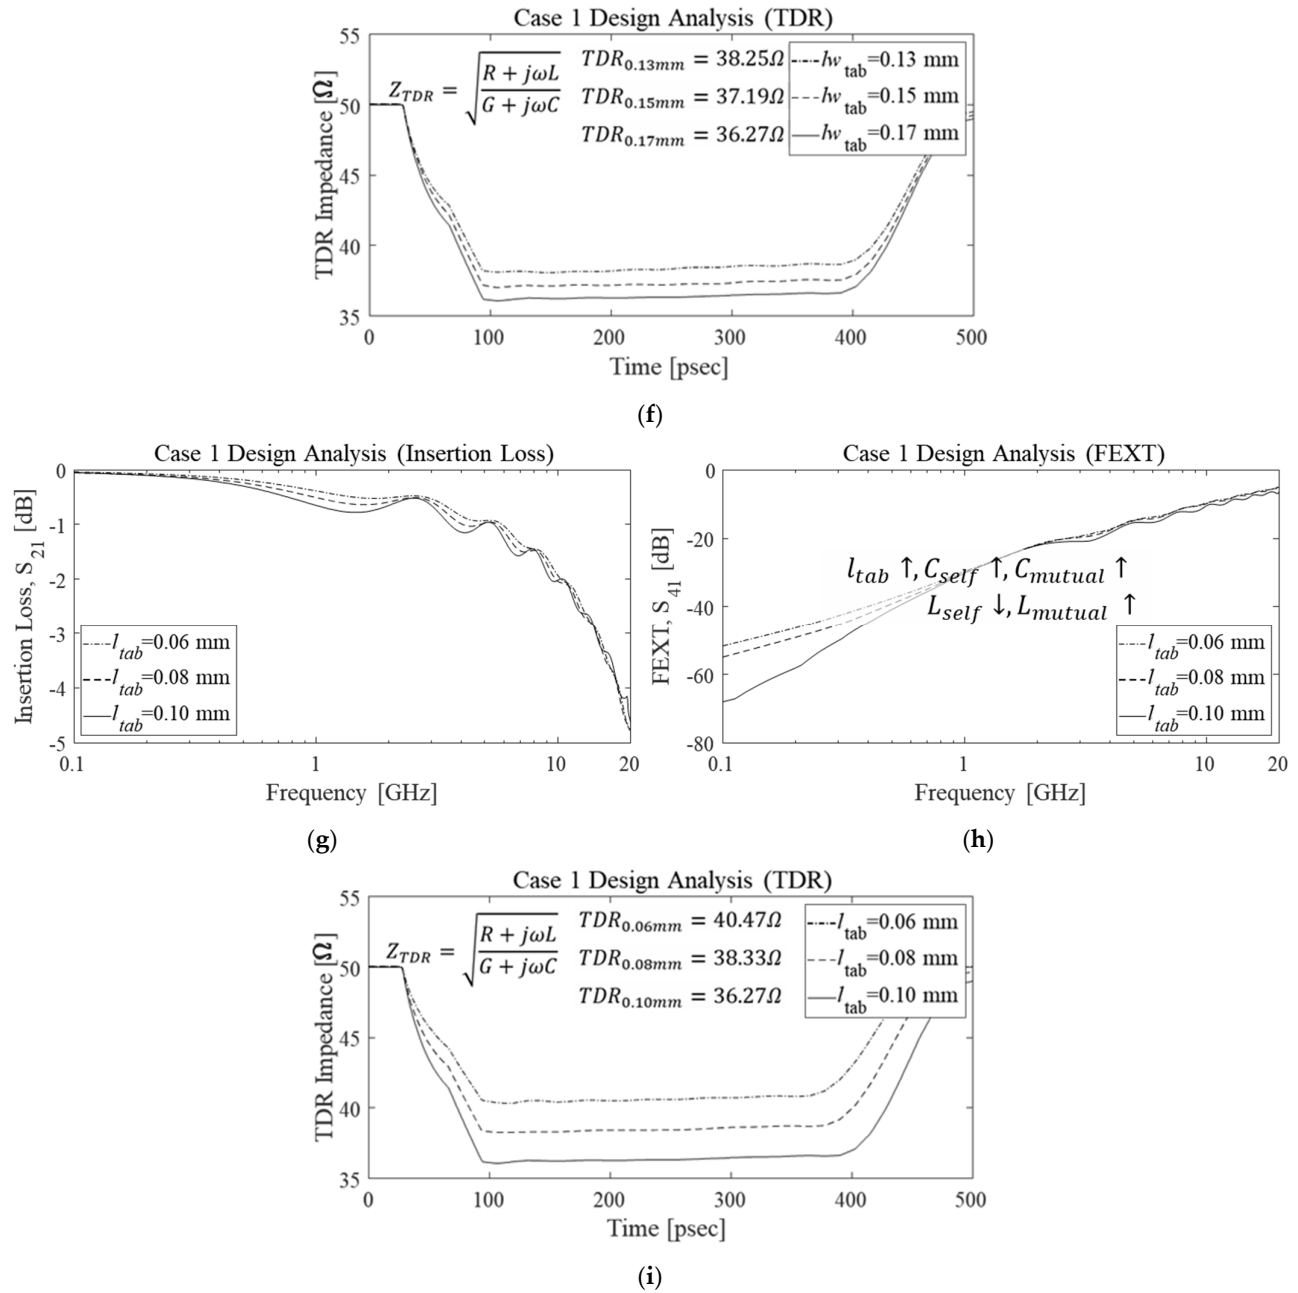 Case 1 Design Analysis (TDR)
TDR Impedance [Ω]
55
50
45
40
35
Z_TDR = √((R + jωL)/(G + jωC))
TDR_0.13mm = 38.25Ω
TDR_0.15mm = 37.19Ω
TDR_0.17mm = 36.27Ω
hw_tab=0.13 mm
hw_tab=0.15 mm
hw_tab=0.17 mm
0 100 200 300 400 500
Time [psec]
(f)
Case 1 Design Analysis (Insertion Loss)
Insertion Loss, S_21 [dB]
0
-1
-2
-3
-4
-5
l_tab=0.06 mm
l_tab=0.08 mm
l_tab=0.10 mm
0.1 1 10 20
Frequency [GHz]
(g)
Case 1 Design Analysis (FEXT)
FEXT, S_41 [dB]
0
-20
-40
-60
-80
l_tab ↑, C_self ↑, C_mutual ↑
L_self ↓, L_mutual ↑
l_tab=0.06 mm
l_tab=0.08 mm
l_tab=0.10 mm
0.1 1 10 20
Frequency [GHz]
(h)
Case 1 Design Analysis (TDR)
TDR Impedance [Ω]
55
50
45
40
35
Z_TDR = √((R + jωL)/(G + jωC))
TDR_0.06mm = 40.47Ω
TDR_0.08mm = 38.33Ω
TDR_0.10mm = 36.27Ω
l_tab=0.06 mm
l_tab=0.08 mm
l_tab=0.10 mm
0 100 200 300 400 500
Time [psec]
(i)